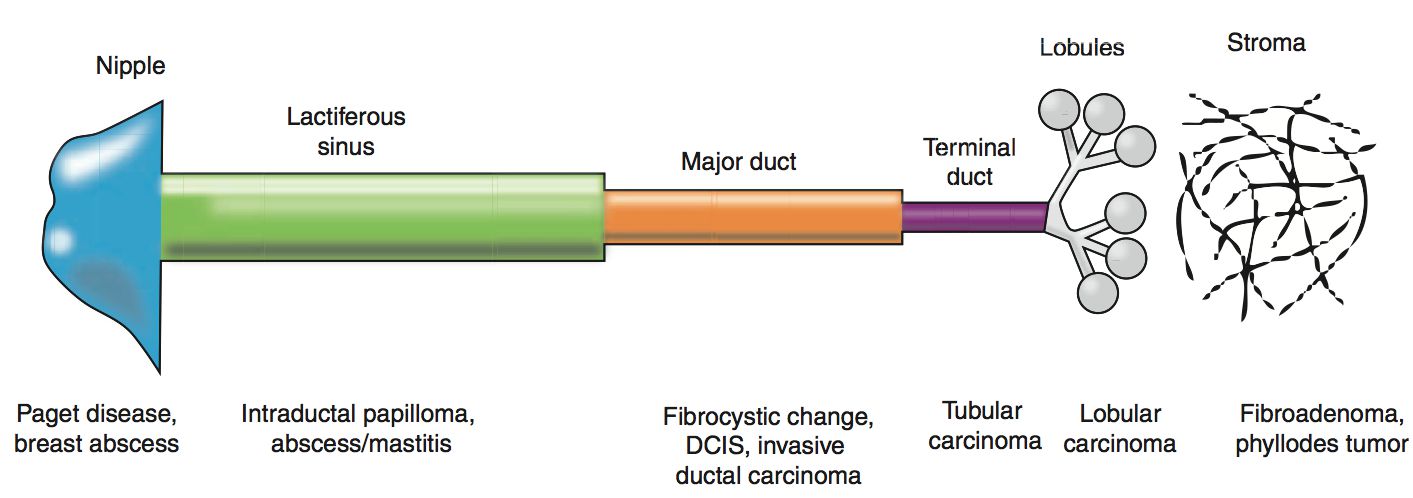 Nipple
Lactiferous
sinus
Major duct
Terminal
duct
Lobules
Stroma
Paget disease,
breast abscess
Intraductal papilloma,
abscess/mastitis
Fibrocystic change,
DCIS, invasive
ductal carcinoma
Tubular
carcinoma
Lobular
carcinoma
Fibroadenoma,
phyllodes tumor